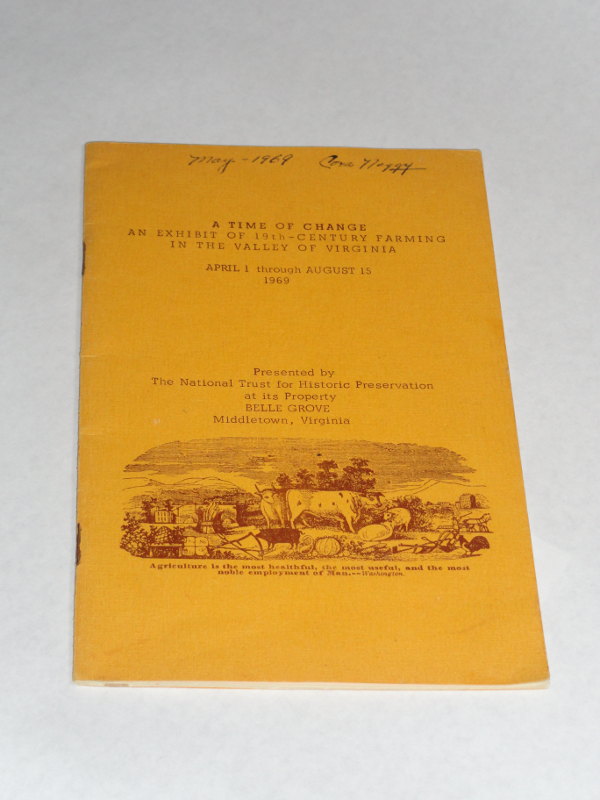 May - 1969 Cora
A TIME OF CHANGE
AN EXHIBIT OF 19th-CENTURY FARMING
IN THE VALLEY OF VIRGINIA
APRIL 1 through AUGUST 15
1969
Presented by
The National Trust for Historic Preservation
at its Property
BELLE GROVE
Middletown, Virginia
Agriculture is the most healthful, the most useful, and the most
noble employment of Man.--Washington.